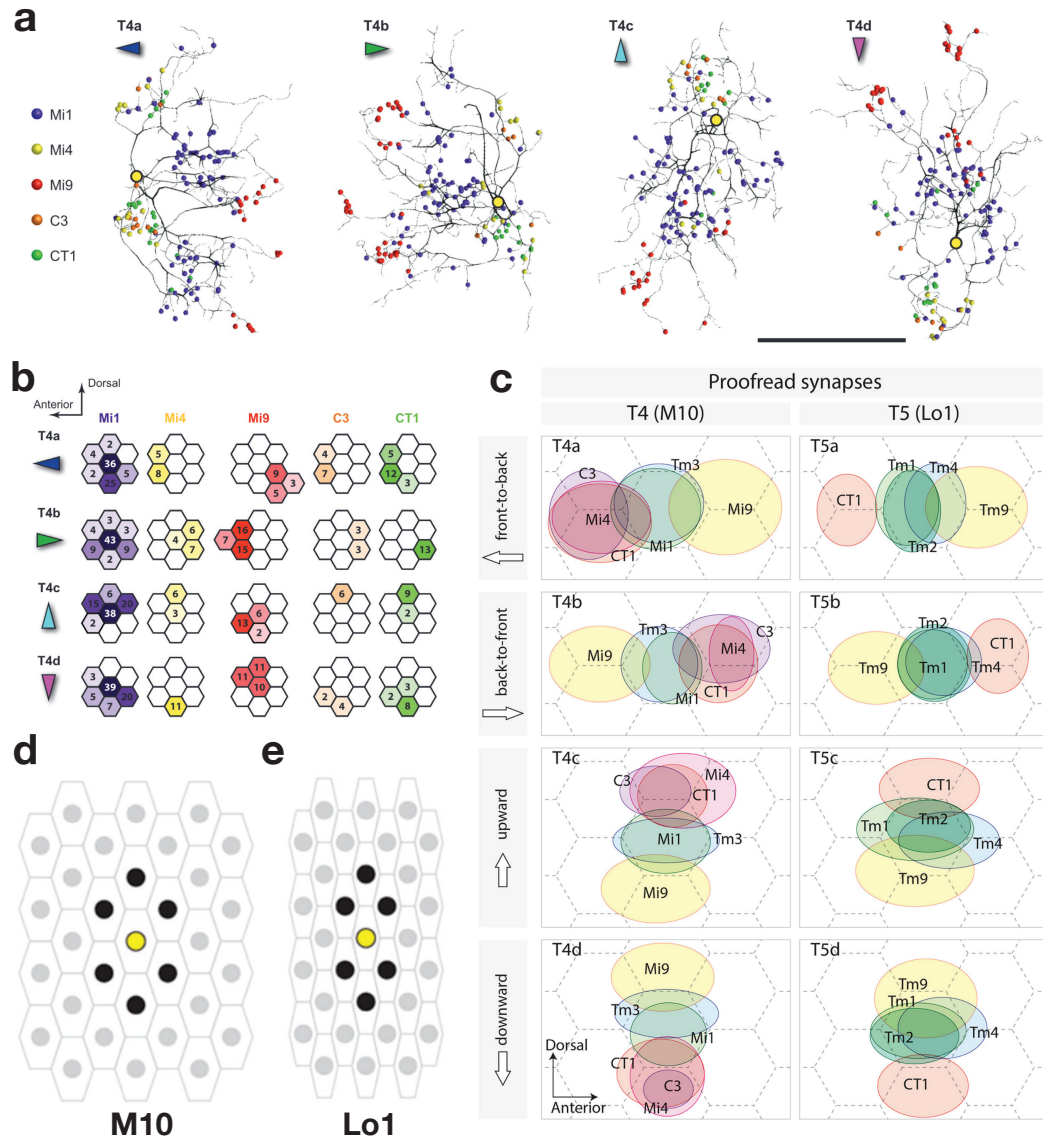 a
T4a T4b T4c T4d
Mi1
Mi4
Mi9
C3
CT1
b
Dorsal
Anterior
Mi1 Mi4 Mi9 C3 CT1
T4a
2
4 36
2 5
25
5
8
9
3
5
4
7
5
12
3
T4b
3
4 3
43
9 9
2
6
4
7
16
7
15
3
3
13
T4c
6
15 20
38
2
6
3
6
13
2
6
9
2
T4d
3
39
5 20
7
11
11
11
10
2
4
3
2
8
c
Proofread synapses
T4 (M10) T5 (Lo1)
front-to-back
T4a
C3
Tm3
Mi4
Mi9
CT1
Mi1
T5a
Tm1
Tm4
CT1
Tm9
Tm2
back-to-front
T4b
Tm3
C3
Mi9
Mi4
CT1
Mi1
T5b
Tm2
CT1
Tm9
Tm1
Tm4
upward
T4c
C3
Mi4
CT1
Mi1
Tm3
Mi9
T5c
CT1
Tm1
Tm2
Tm4
Tm9
downward
T4d
Mi9
Tm3
Mi1
CT1
C3
Mi4
Dorsal
Anterior
T5d
Tm9
Tm1
Tm2
Tm4
CT1
d
M10
e
Lo1